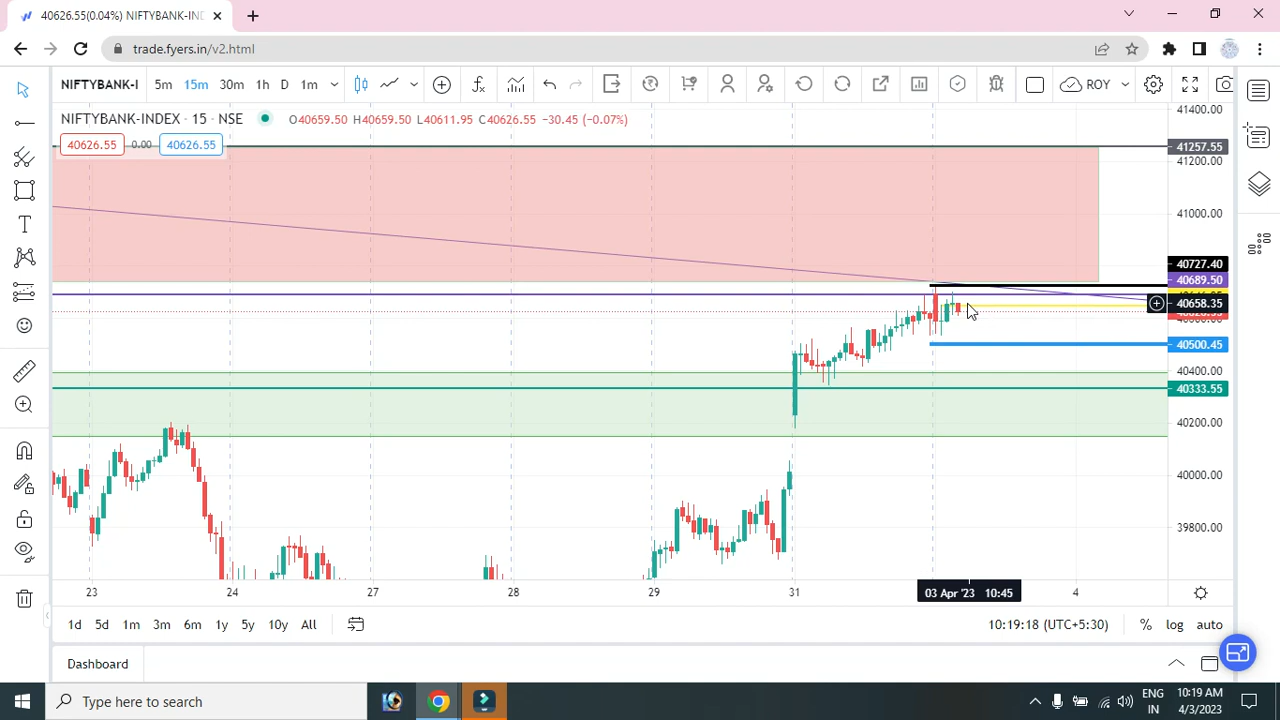 40626.55(0.04%) NIFTYBANK-IND
trade.fyers.in/v2.html
NIFTYBANK-I 5m 15m 30m 1h D 1m ROY
NIFTYBANK-INDEX · 15 · NSE O40659.50 H40659.50 L40611.95 C40626.55 −30.45 (−0.07%)
40626.55 0.00 40626.55
41400.00
41257.55
41200.00
41000.00
40727.40
40689.50
40658.35
40500.45
40400.00
40333.55
40200.00
40000.00
39800.00
23 24 27 28 29 31 03 Apr '23 10:45 4
1d 5d 1m 3m 6m 1y 5y 10y All 10:19:18 (UTC+5:30) % log auto
Dashboard
Type here to search
ENG
IN
10:19 AM
4/3/2023